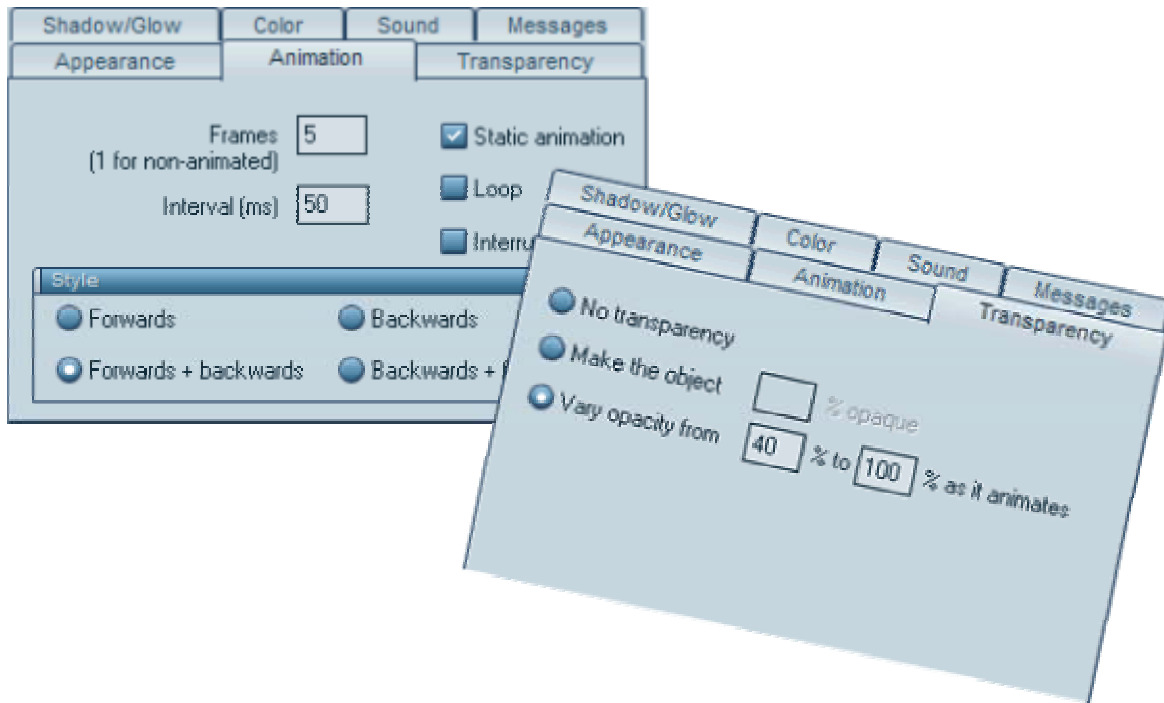 Shadow/Glow Color Sound Messages
Appearance Animation Transparency
Frames 5
(1 for non-animated)
Interval (ms) 50
Static animation
Loop
Style
Forwards Backwards
Forwards + backwards Backwards +
Shadow/Glow Color Sound Messages
Appearance Animation Transparency
No transparency
Make the object % opaque
Vary opacity from 40 % to 100 % as it animates